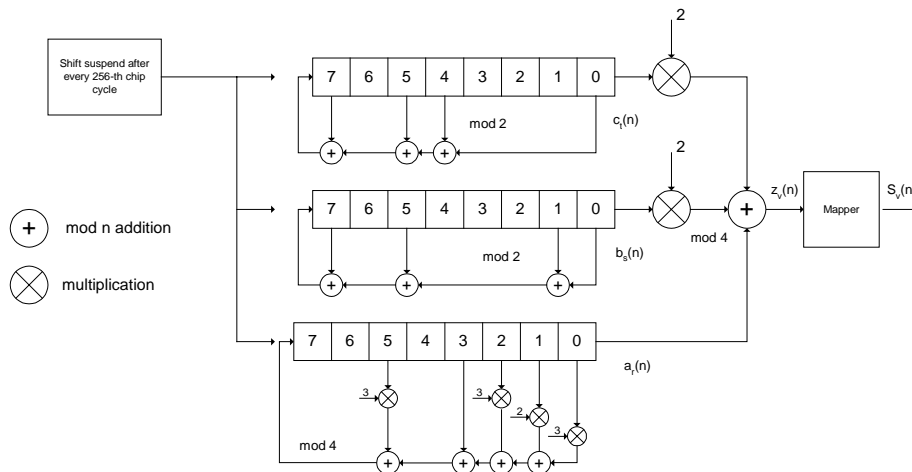 Shift suspend after
every 256-th chip
cycle
7 6 5 4 3 2 1 0
2
mod 2
c_t(n)
+ + +
7 6 5 4 3 2 1 0
2
mod 2
b_s(n)
+ + +
+
mod 4
z_v(n)
Mapper
S_v(n)
+ mod n addition
multiplication
7 6 5 4 3 2 1 0
a_r(n)
3
3
2
3
mod 4
+ + + +